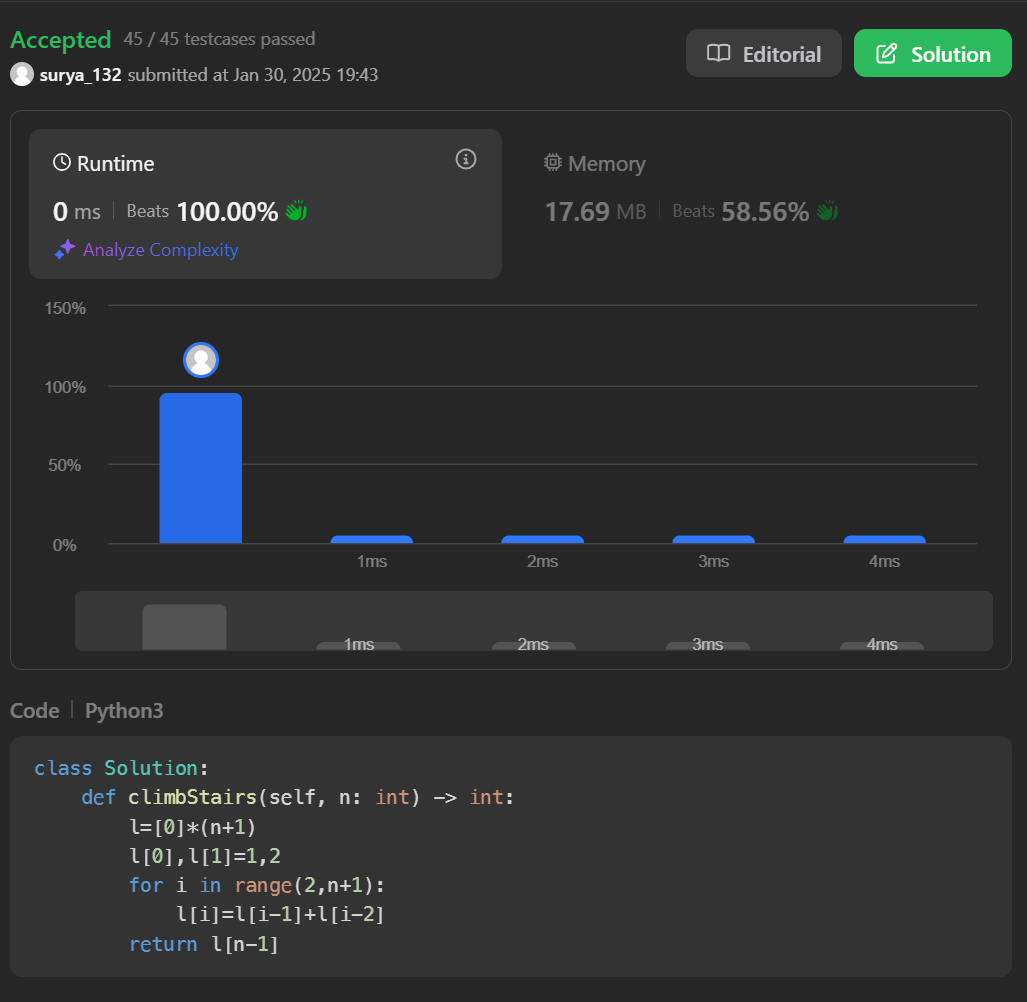 Accepted 45 / 45 testcases passed
surya_132 submitted at Jan 30, 2025 19:43
Editorial
Solution
Runtime
0 ms Beats 100.00%
Analyze Complexity
Memory
17.69 MB Beats 58.56%
150%
100%
50%
0%
1ms 2ms 3ms 4ms
1ms 2ms 3ms 4ms
Code Python3
class Solution:
    def climbStairs(self, n: int) -> int:
        l=[0]*(n+1)
        l[0],l[1]=1,2
        for i in range(2,n+1):
            l[i]=l[i-1]+l[i-2]
        return l[n-1]